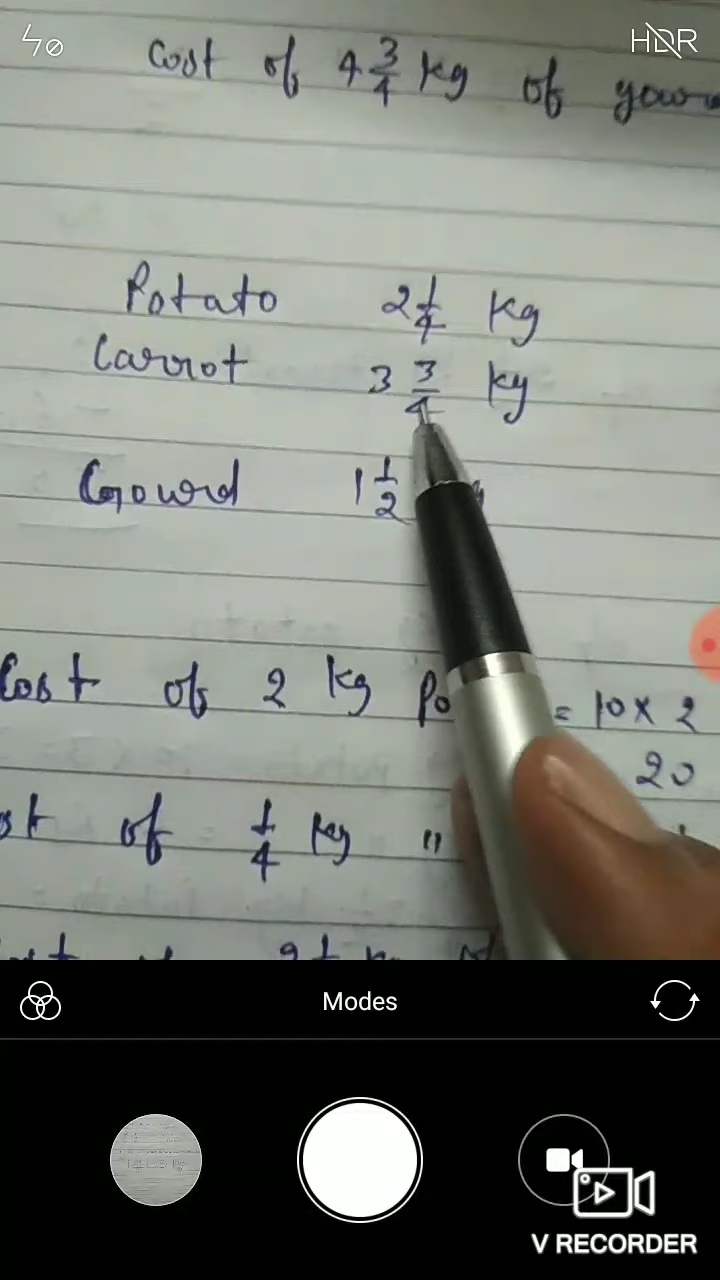 HDR
Cost of 4 3/4 kg of
Potato 2 1/4 kg
Carrot 3 3/4 kg
Gourd 1 1/2
Cost of 2 kg Po = 10 x 2
20
of 1/4 kg "
Modes
V RECORDER